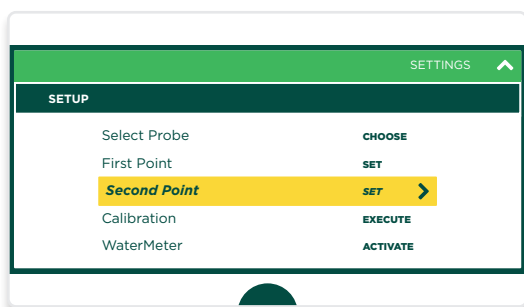 SETTINGS
SETUP
Select Probe CHOOSE
First Point SET
Second Point SET
Calibration EXECUTE
WaterMeter ACTIVATE